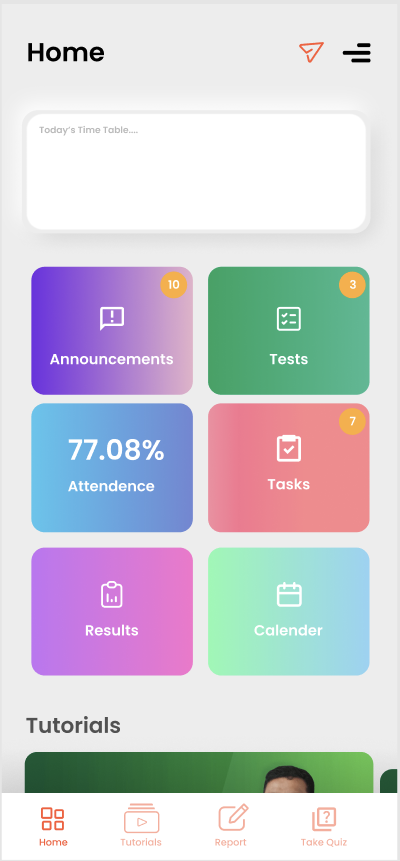 Home
Today's Time Table....
10
Announcements
3
Tests
77.08%
Attendence
7
Tasks
Results
Calender
Tutorials
Home
Tutorials
Report
Take Quiz